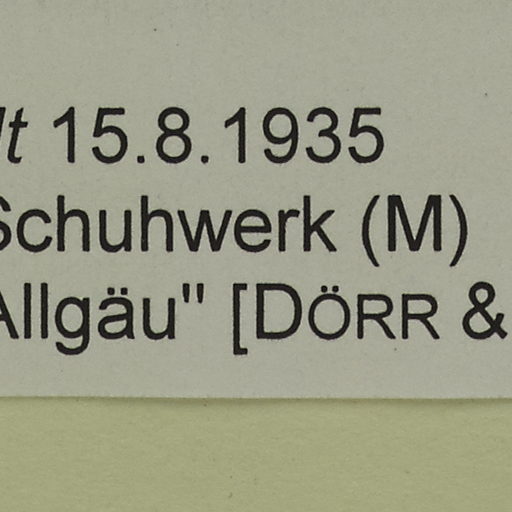 lt 15.8.1935
Schuhwerk (M)
Allgäu" [DÖRR &